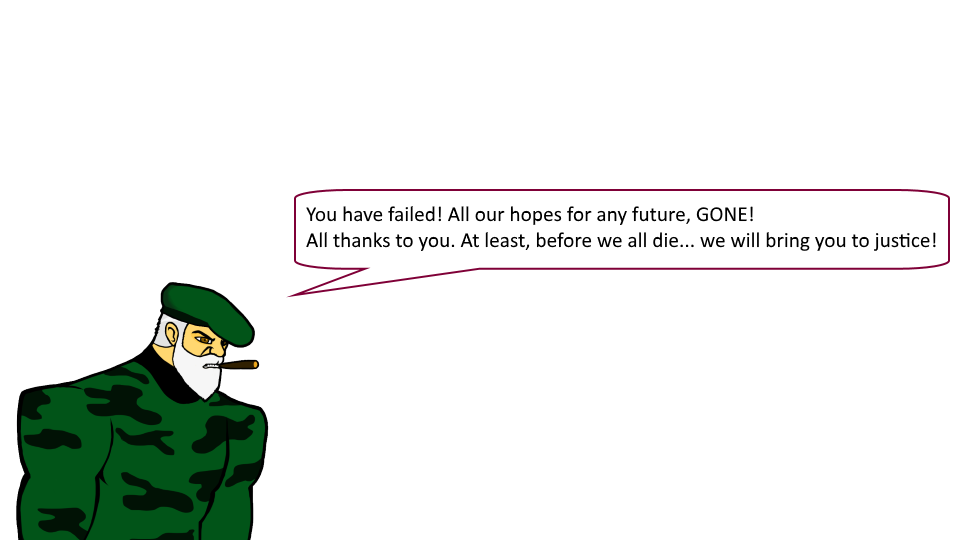 You have failed! All our hopes for any future, GONE!
All thanks to you. At least, before we all die... we will bring you to justice!